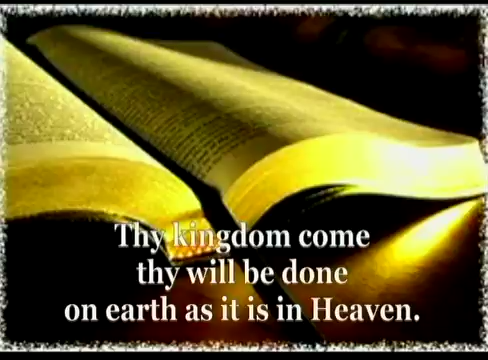 Thy kingdom come
thy will be done
on earth as it is in Heaven.